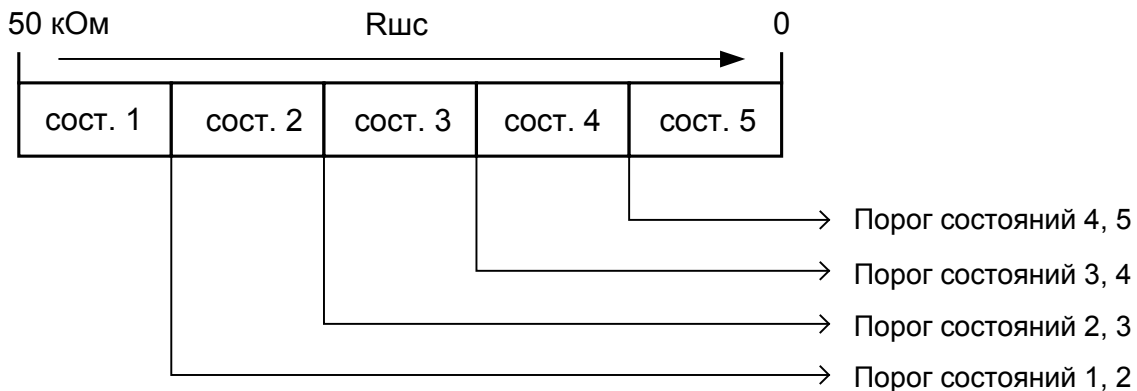 50 кОм Rшс 0
сост. 1 сост. 2 сост. 3 сост. 4 сост. 5
Порог состояний 4, 5
Порог состояний 3, 4
Порог состояний 2, 3
Порог состояний 1, 2